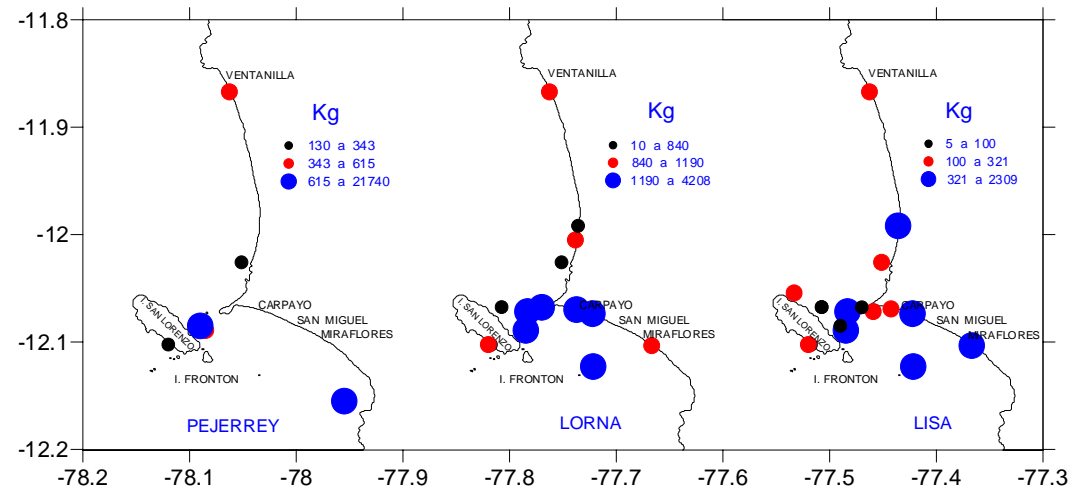 -11.8
-11.9
-12
-12.1
-12.2
VENTANILLA
Kg
130 a 343
343 a 615
615 a 21740
CARPAYO
SAN MIGUEL
MIRAFLORES
I. SAN LORENZO
I. FRONTON
PEJERREY
VENTANILLA
Kg
10 a 840
840 a 1190
1190 a 4208
CARPAYO
SAN MIGUEL
MIRAFLORES
I. SAN LORENZO
I. FRONTON
LORNA
VENTANILLA
Kg
5 a 100
100 a 321
321 a 2309
CARPAYO
SAN MIGUEL
MIRAFLORES
I. SAN LORENZO
I. FRONTON
LISA
-78.2 -78.1 -78 -77.9 -77.8 -77.7 -77.6 -77.5 -77.4 -77.3